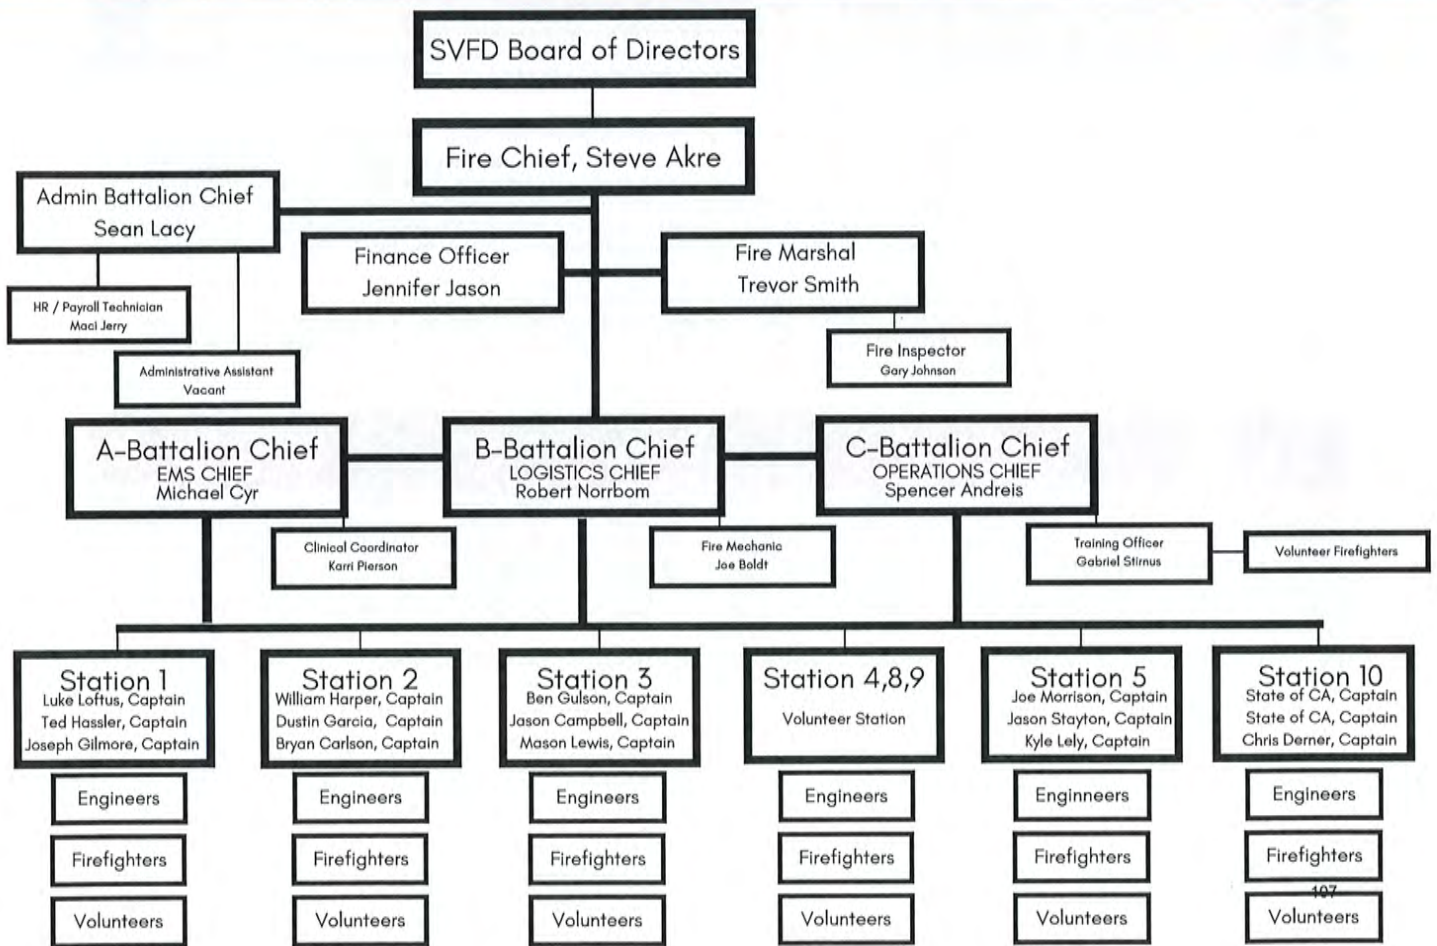 SVFD Board of Directors
Fire Chief, Steve Akre
Admin Battalion Chief
Sean Lacy
Finance Officer
Jennifer Jason
Fire Marshal
Trevor Smith
HR / Payroll Technician
Maci Jerry
Administrative Assistant
Vacant
Fire Inspector
Gary Johnson
A-Battalion Chief
EMS CHIEF
Michael Cyr
B-Battalion Chief
LOGISTICS CHIEF
Robert Norrbom
C-Battalion Chief
OPERATIONS CHIEF
Spencer Andreis
Clinical Coordinator
Karri Pierson
Fire Mechanic
Joe Boldt
Training Officer
Gabriel Stirnus
Volunteer Firefighters
Station 1
Luke Loftus, Captain
Ted Hassler, Captain
Joseph Gilmore, Captain
Station 2
William Harper, Captain
Dustin Garcia, Captain
Bryan Carlson, Captain
Station 3
Ben Gulson, Captain
Jason Campbell, Captain
Mason Lewis, Captain
Station 4,8,9
Volunteer Station
Station 5
Joe Morrison, Captain
Jason Stayton, Captain
Kyle Lely, Captain
Station 10
State of CA, Captain
State of CA, Captain
Chris Derner, Captain
Engineers
Engineers
Engineers
Engineers
Enginneers
Engineers
Firefighters
Firefighters
Firefighters
Firefighters
Firefighters
Firefighters
107
Volunteers
Volunteers
Volunteers
Volunteers
Volunteers
Volunteers